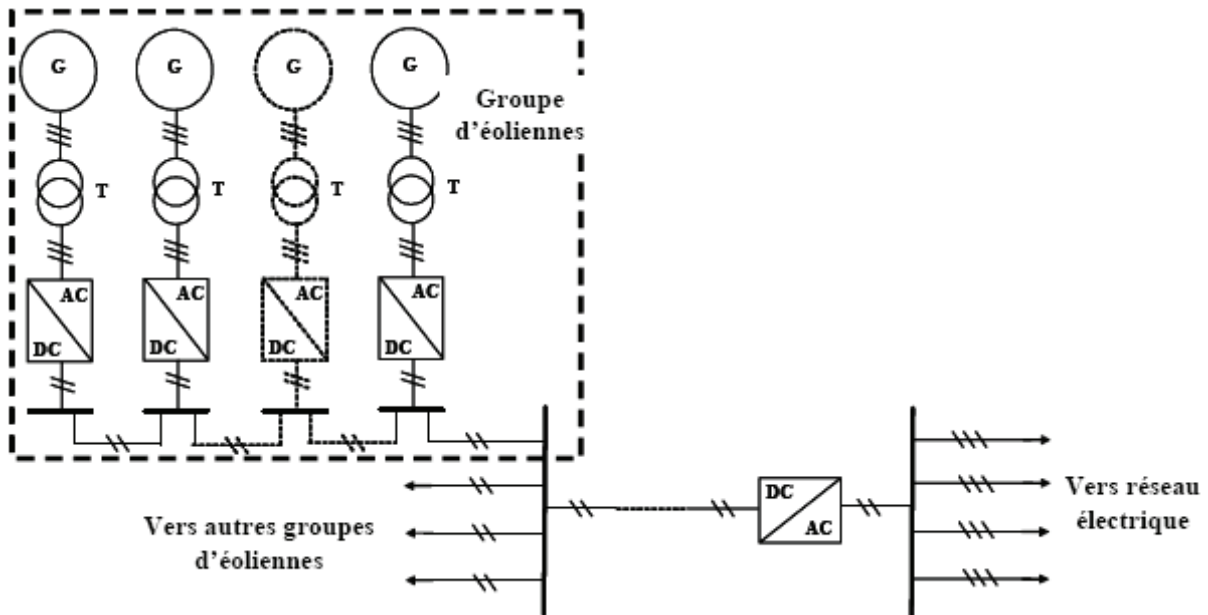 G G G G
Groupe
d’éoliennes
T T T T
AC AC AC AC
DC DC DC DC
DC
AC
Vers réseau
électrique
Vers autres groupes
d’éoliennes